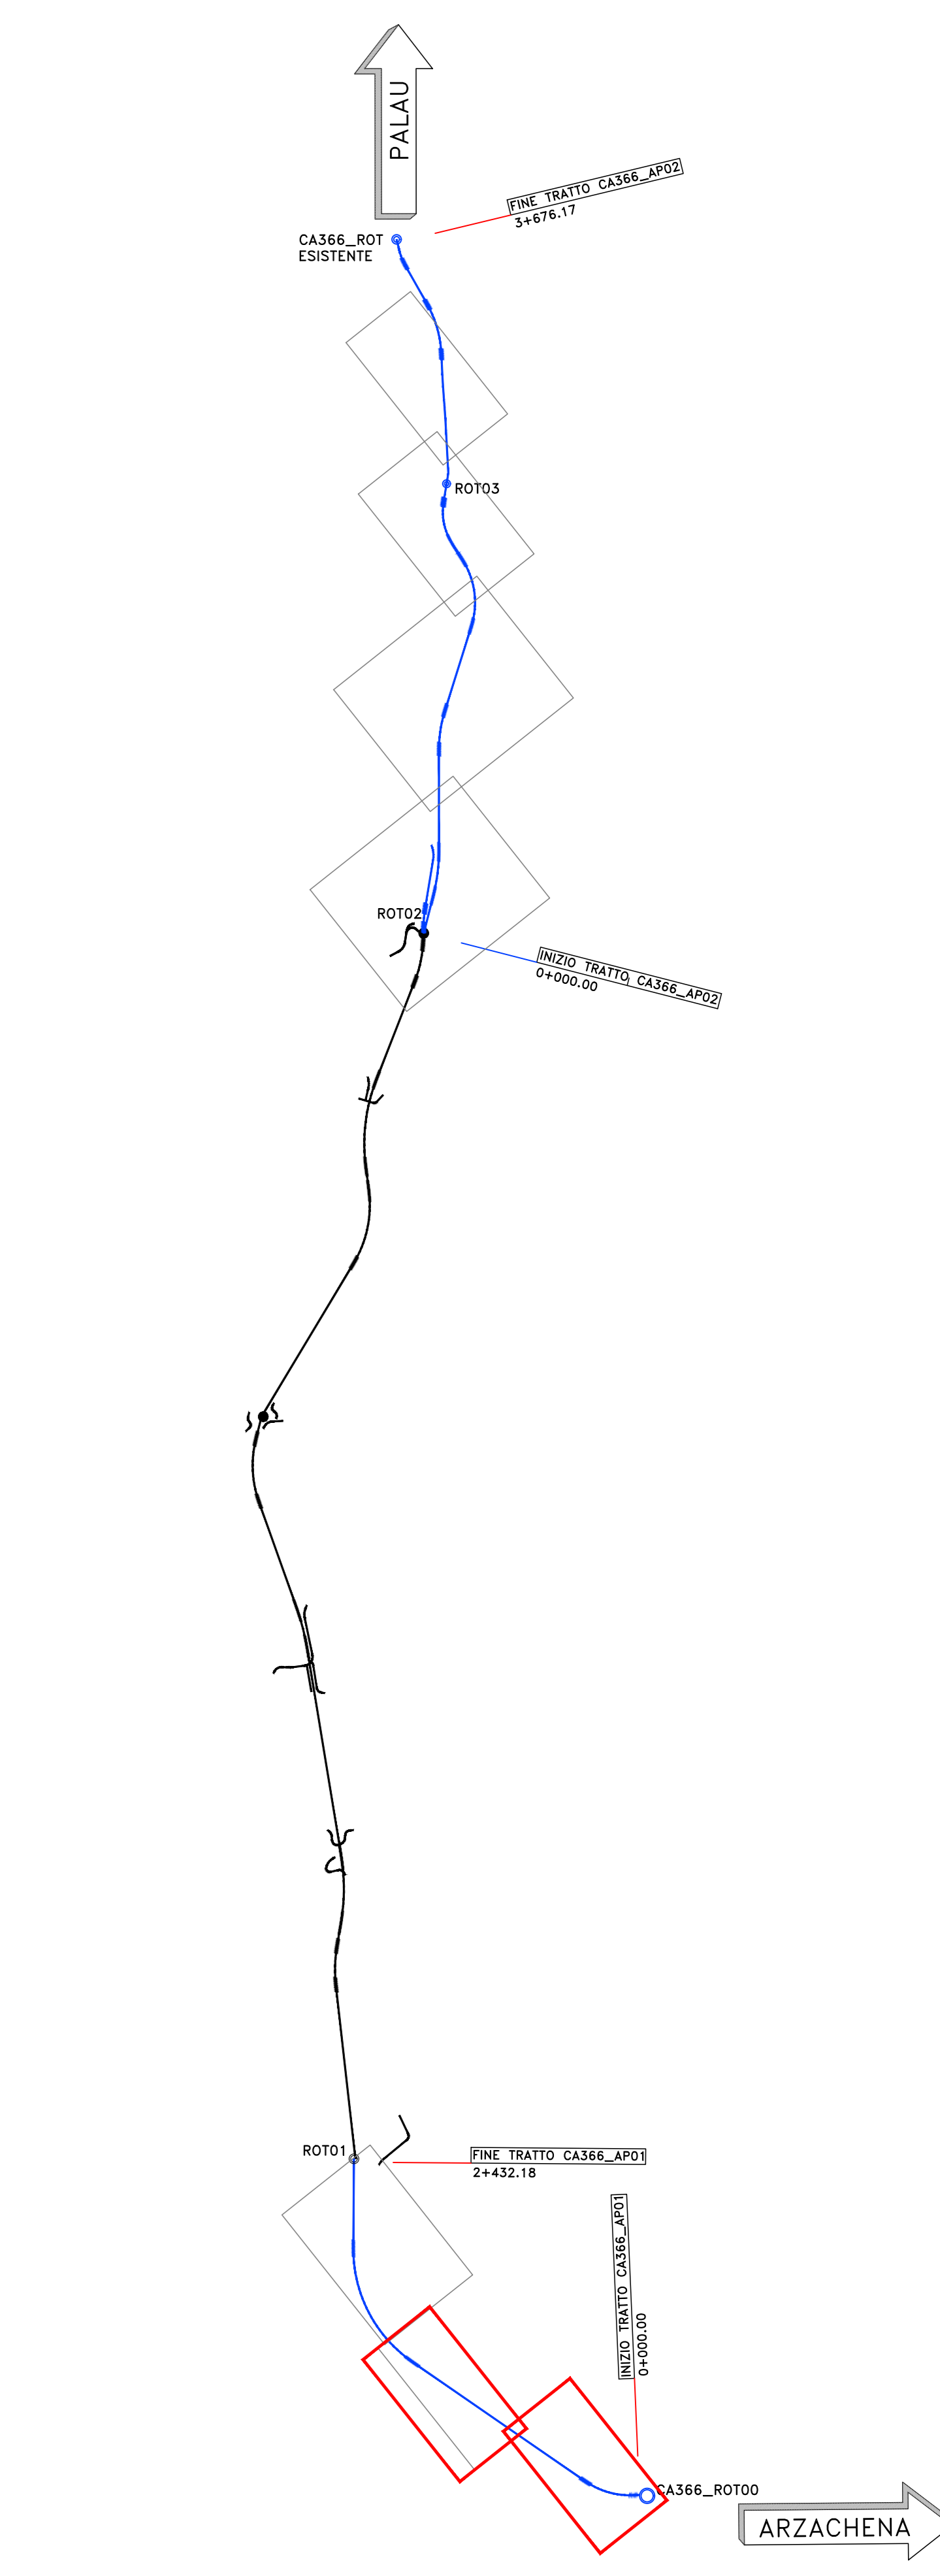 PALAU
FINE TRATTO CA366_AP02
3+676.17
CA366_ROT
ESISTENTE
ROT03
ROT02
INIZIO TRATTO CA366_AP02
0+000.00
ROT01
FINE TRATTO CA366_AP01
2+432.18
INIZIO TRATTO CA366_AP01
0+000.00
CA366_ROT00
ARZACHENA